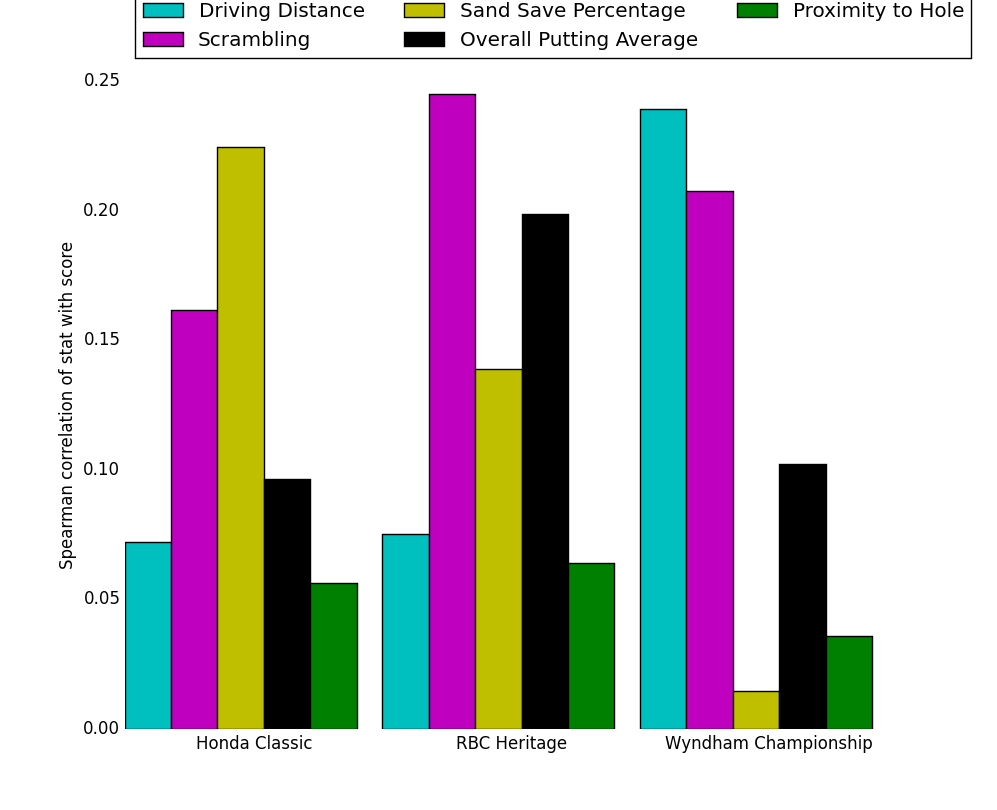 Driving Distance
Scrambling
Sand Save Percentage
Overall Putting Average
Proximity to Hole
0.25
0.20
0.15
0.10
0.05
0.00
Spearman correlation of stat with score
Honda Classic
RBC Heritage
Wyndham Championship